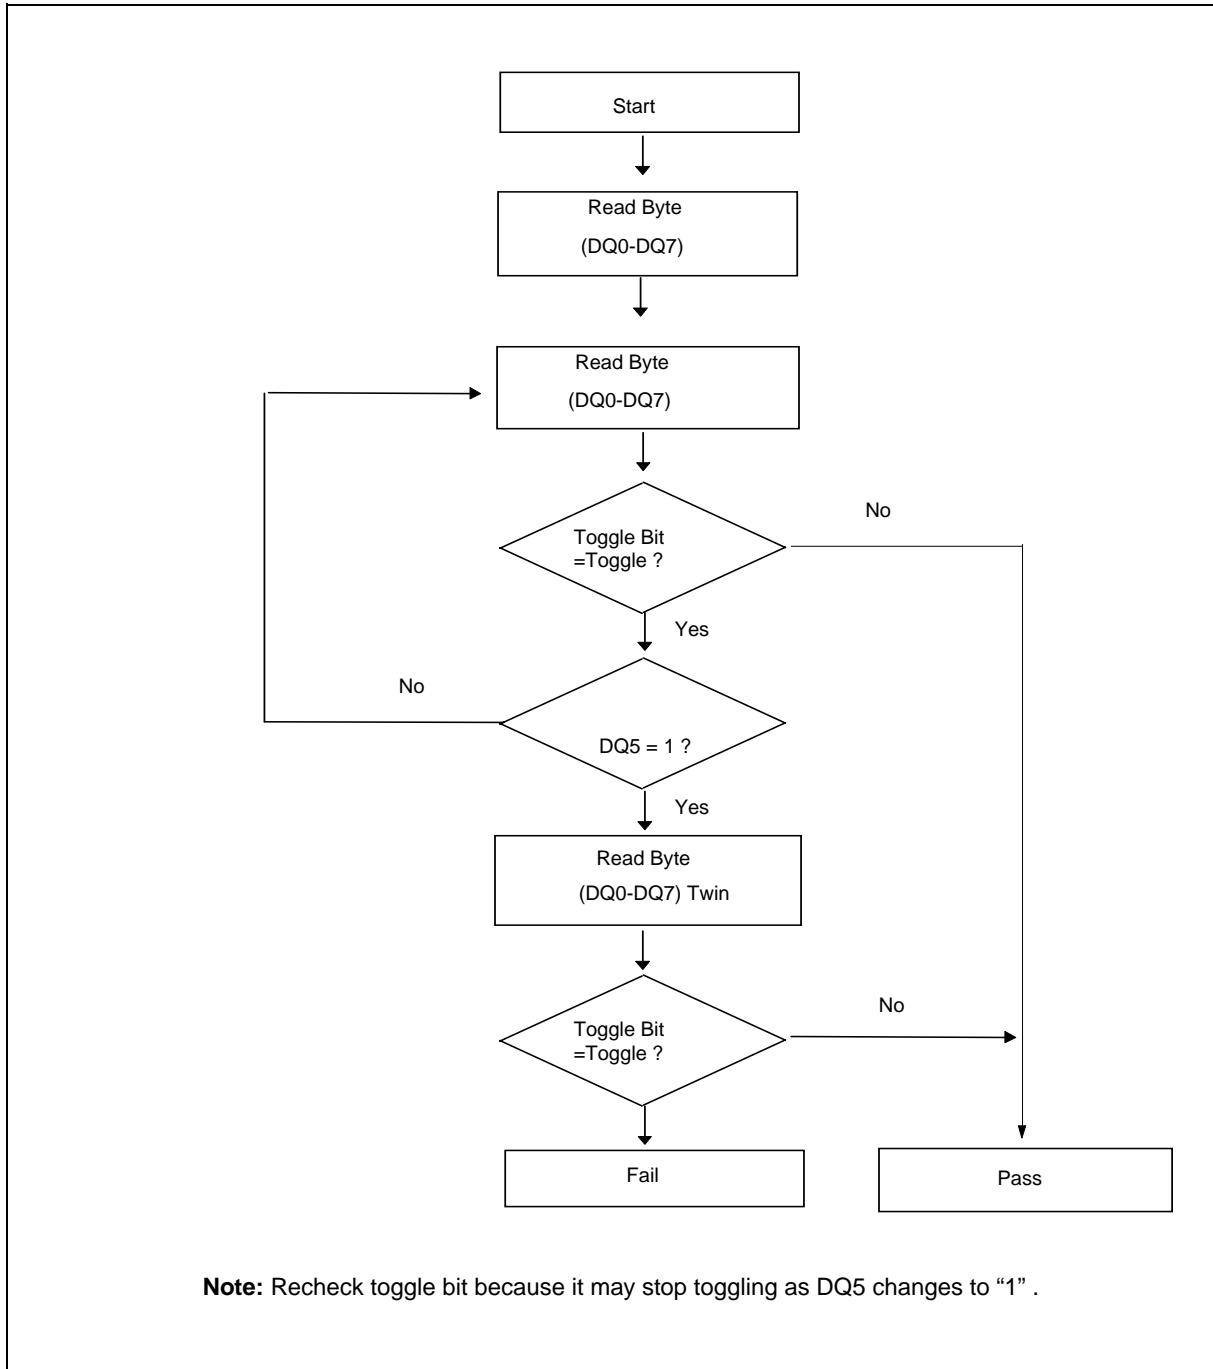 Start
Read Byte
(DQ0-DQ7)
Read Byte
(DQ0-DQ7)
No
Toggle Bit
=Toggle ?
Yes
No
DQ5 = 1 ?
Yes
Read Byte
(DQ0-DQ7) Twin
No
Toggle Bit
=Toggle ?
Fail
Pass
Note: Recheck toggle bit because it may stop toggling as DQ5 changes to “1” .